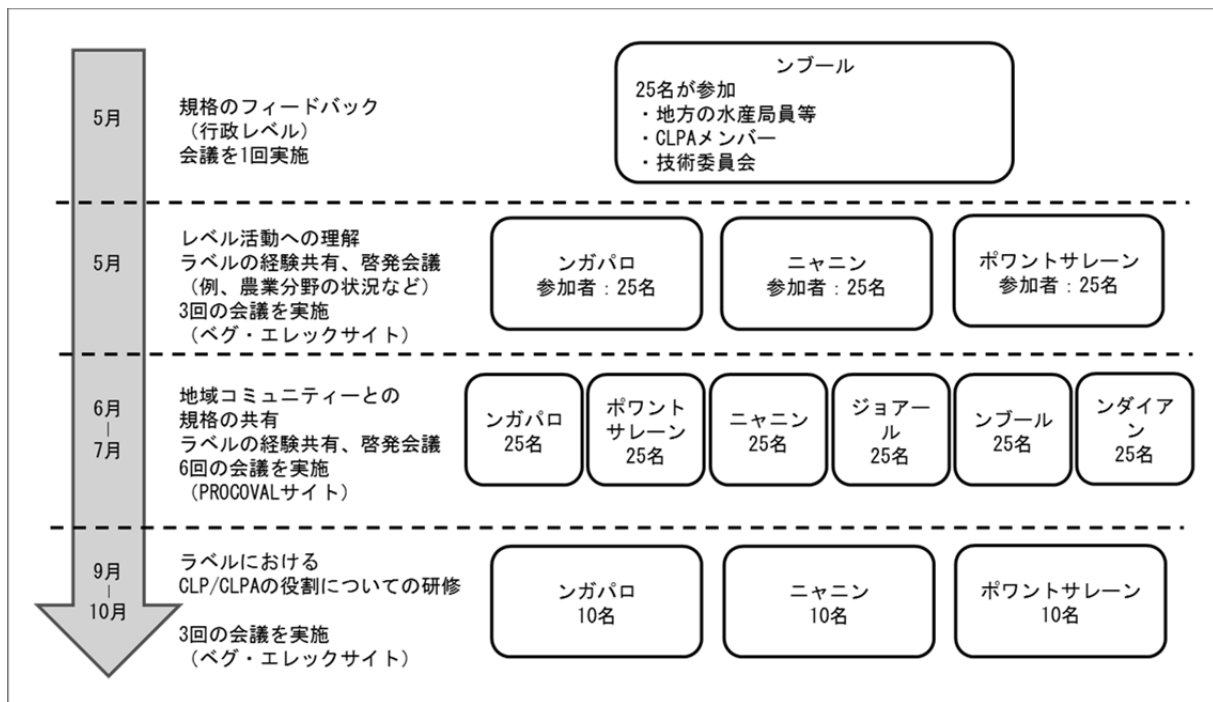 5月
規格のフィードバック
（行政レベル）
会議を1回実施
ンブール
25名が参加
・地方の水産局員等
・CLPAメンバー
・技術委員会
5月
レベル活動への理解
ラベルの経験共有、啓発会議
（例、農業分野の状況など）
3回の会議を実施
（ベグ・エレックサイト）
ンガパロ
参加者：25名
ニャニン
参加者：25名
ポワントサレーン
参加者：25名
6月
|
7月
地域コミュニティーとの
規格の共有
ラベルの経験共有、啓発会議
6回の会議を実施
（PROCOVALサイト）
ンガパロ
25名
ポワント
サレーン
25名
ニャニン
25名
ジョアー
ル
25名
ンブール
25名
ンダイア
ン
25名
9月
|
10月
ラベルにおける
CLP/CLPAの役割についての研修
3回の会議を実施
（ベグ・エレックサイト）
ンガパロ
10名
ニャニン
10名
ポワントサレーン
10名